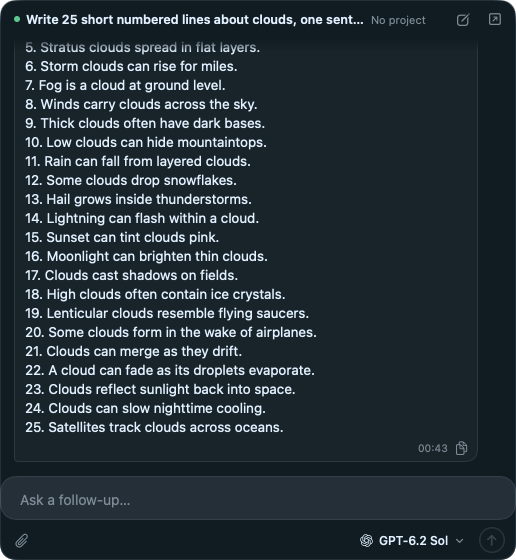 Write 25 short numbered lines about clouds, one sent... No project
5. Stratus clouds spread in flat layers.
6. Storm clouds can rise for miles.
7. Fog is a cloud at ground level.
8. Winds carry clouds across the sky.
9. Thick clouds often have dark bases.
10. Low clouds can hide mountaintops.
11. Rain can fall from layered clouds.
12. Some clouds drop snowflakes.
13. Hail grows inside thunderstorms.
14. Lightning can flash within a cloud.
15. Sunset can tint clouds pink.
16. Moonlight can brighten thin clouds.
17. Clouds cast shadows on fields.
18. High clouds often contain ice crystals.
19. Lenticular clouds resemble flying saucers.
20. Some clouds form in the wake of airplanes.
21. Clouds can merge as they drift.
22. A cloud can fade as its droplets evaporate.
23. Clouds reflect sunlight back into space.
24. Clouds can slow nighttime cooling.
25. Satellites track clouds across oceans.
00:43
Ask a follow-up...
GPT-6.2 Sol